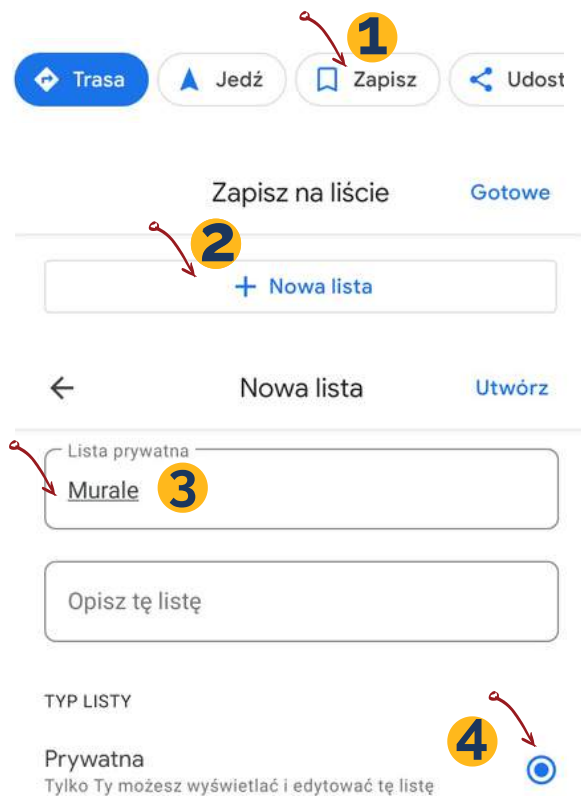 1
Trasa Jedź Zapisz Udost
Zapisz na liście Gotowe
2
+ Nowa lista
Nowa lista Utwórz
Lista prywatna
Murale 3
Opisz tę listę
TYP LISTY
4
Prywatna
Tylko Ty możesz wyświetlać i edytować tę listę